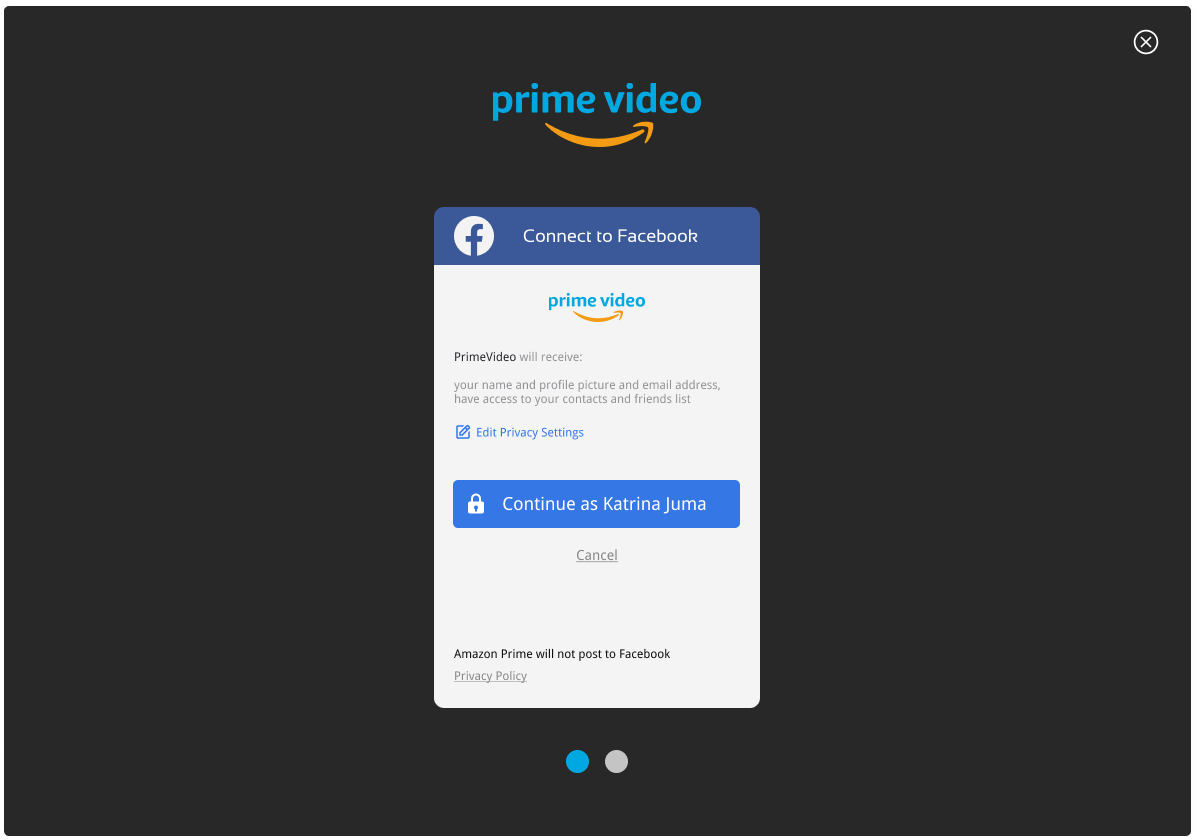 prime video
Connect to Facebook
prime video
PrimeVideo will receive:
your name and profile picture and email address,
have access to your contacts and friends list
Edit Privacy Settings
Continue as Katrina Juma
Cancel
Amazon Prime will not post to Facebook
Privacy Policy